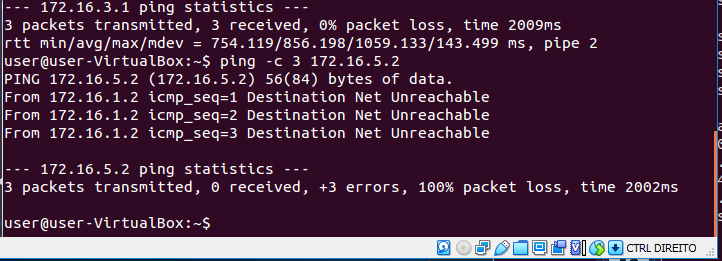 --- 172.16.3.1 ping statistics ---
3 packets transmitted, 3 received, 0% packet loss, time 2009ms
rtt min/avg/max/mdev = 754.119/856.198/1059.133/143.499 ms, pipe 2
user@user-VirtualBox:~$ ping -c 3 172.16.5.2
PING 172.16.5.2 (172.16.5.2) 56(84) bytes of data.
From 172.16.1.2 icmp_seq=1 Destination Net Unreachable
From 172.16.1.2 icmp_seq=2 Destination Net Unreachable
From 172.16.1.2 icmp_seq=3 Destination Net Unreachable
--- 172.16.5.2 ping statistics ---
3 packets transmitted, 0 received, +3 errors, 100% packet loss, time 2002ms
user@user-VirtualBox:~$
CTRL DIREITO